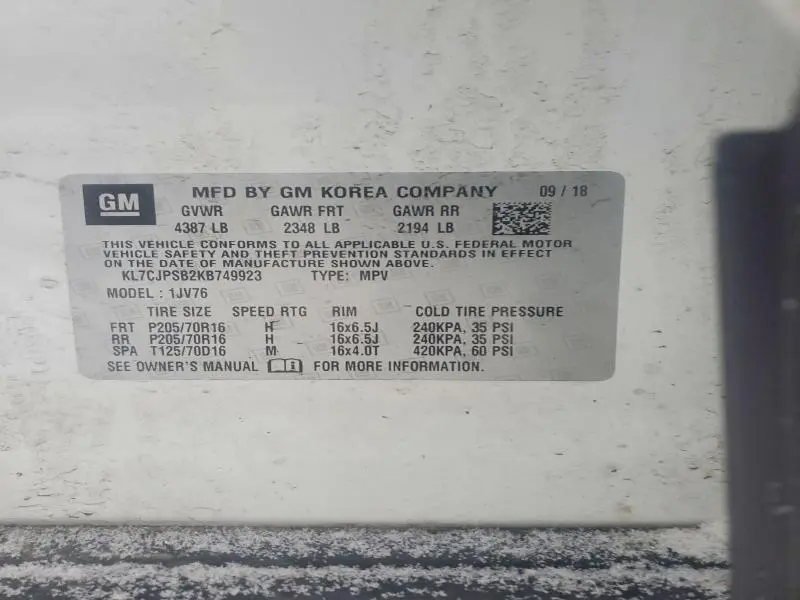 GM
MFD BY GM KOREA COMPANY 09 / 18
GVWR GAWR FRT GAWR RR
4387 LB 2348 LB 2194 LB
THIS VEHICLE CONFORMS TO ALL APPLICABLE U.S. FEDERAL MOTOR
VEHICLE SAFETY AND THEFT PREVENTION STANDARDS IN EFFECT
ON THE DATE OF MANUFACTURE SHOWN ABOVE.
KL7CJPSB2KB749923 TYPE: MPV
MODEL : 1JV76
TIRE SIZE SPEED RTG RIM COLD TIRE PRESSURE
FRT P205/70R16 H 16x6.5J 240KPA, 35 PSI
RR P205/70R16 H 16x6.5J 240KPA, 35 PSI
SPA T125/70D16 M 16x4.0T 420KPA, 60 PSI
SEE OWNER'S MANUAL FOR MORE INFORMATION.